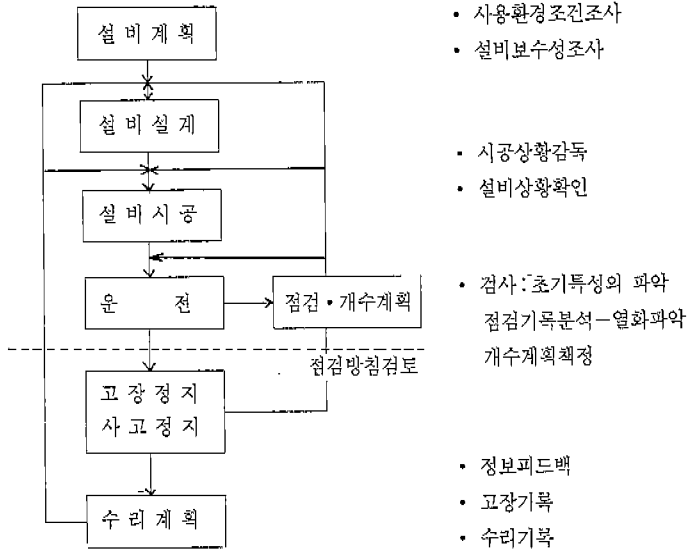 설비계획
설비설계
설비시공
운 전
점검•개수계획
점검방침검토
고장정지
사고정지
수리계획
• 사용환경조건조사
• 설비보수성조사
• 시공상황감독
• 설비상황확인
• 검사:초기특성의 파악
점검기록분석－열화파악
개수계획책정
• 정보피드백
• 고장기록
• 수리기록